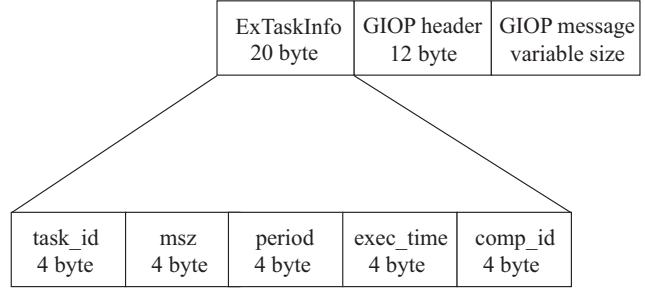 ExTaskInfo GIOP header GIOP message
20 byte 12 byte variable size
task_id msz period exec_time comp_id
4 byte 4 byte 4 byte 4 byte 4 byte